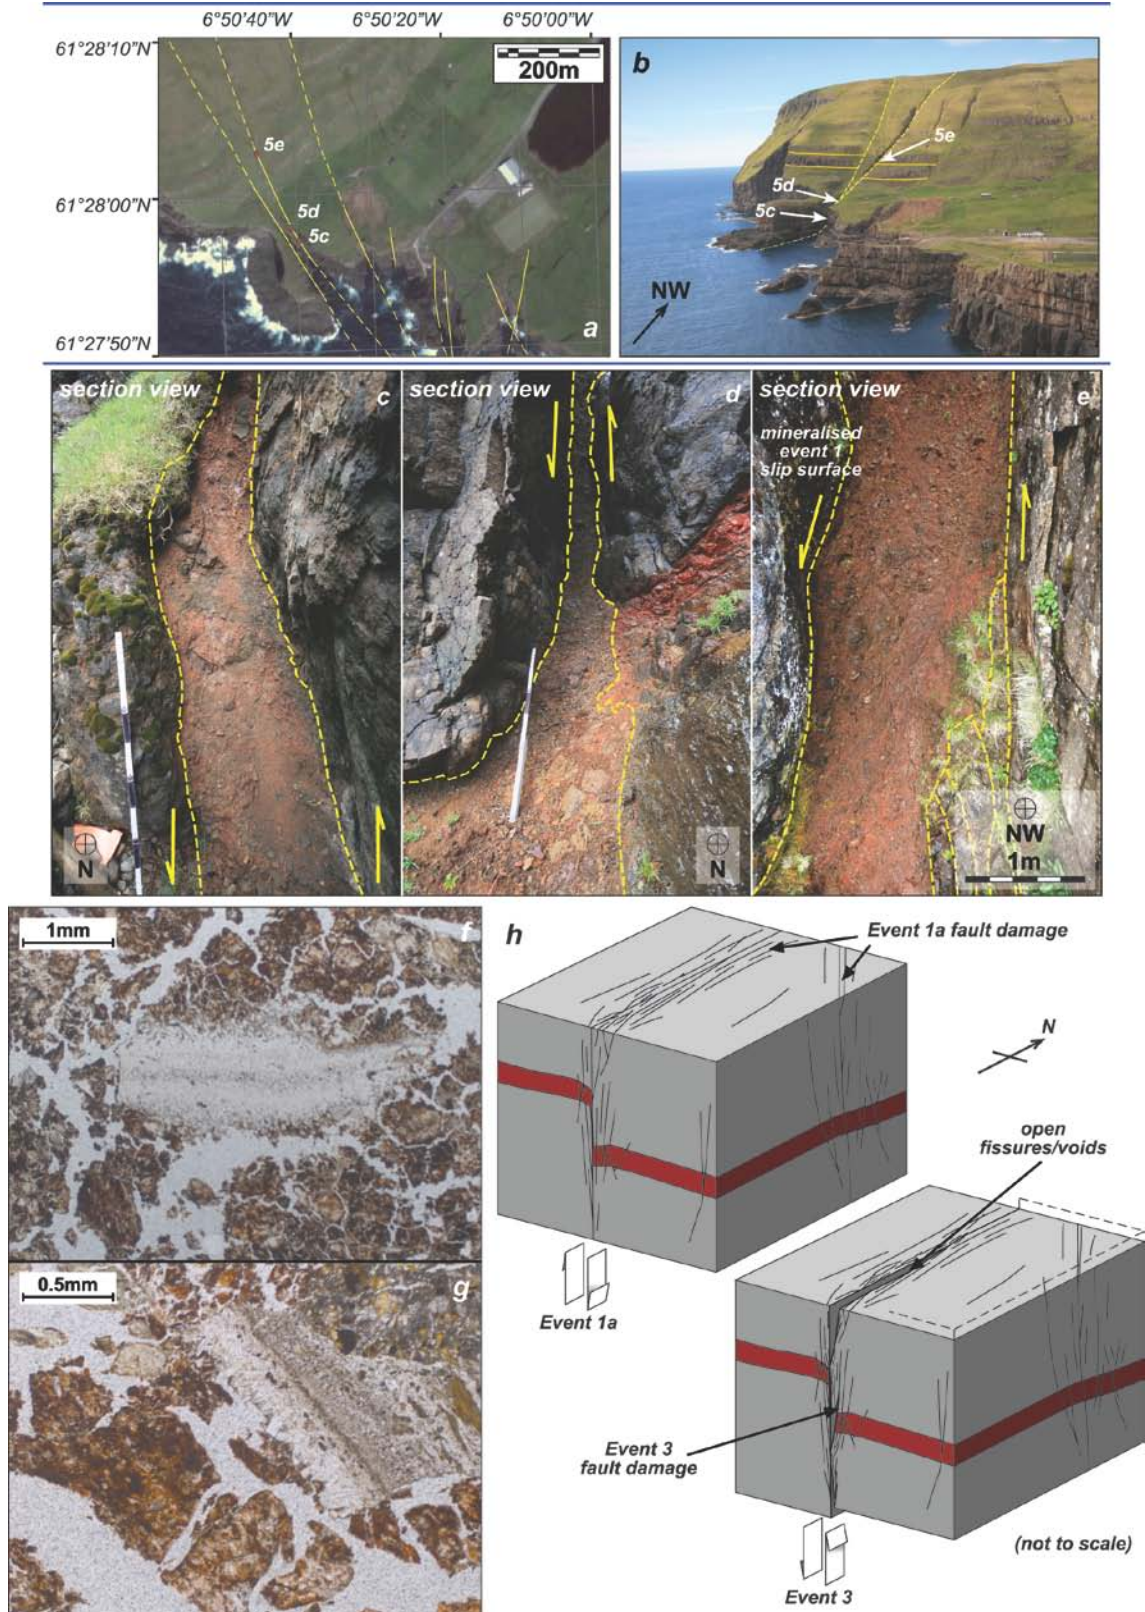 6°50'40"W
6°50'20"W
6°50'00"W
61°28'10"N
61°28'00"N
61°27'50"N
200m
5e
5d
5c
a
b
5e
5d
5c
NW
section view
c
N
section view
d
N
section view
e
mineralised
event 1
slip surface
NW
1m
1mm
f
0.5mm
g
h
Event 1a fault damage
N
Event 1a
open
fissures/voids
Event 3
fault damage
Event 3
(not to scale)